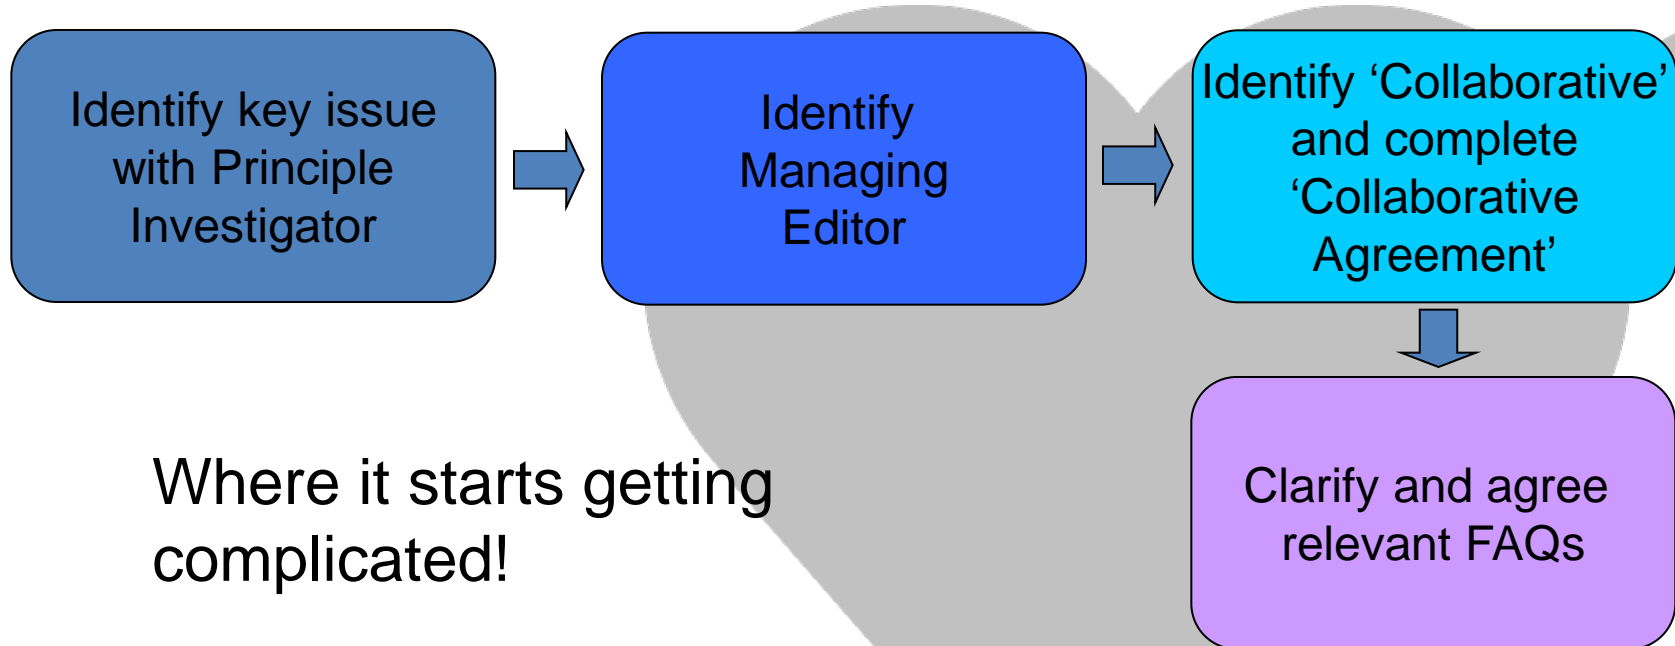 Identify key issue
with Principle
Investigator
Identify
Managing
Editor
Identify ‘Collaborative’
and complete
‘Collaborative
Agreement’
Where it starts getting
complicated!
Clarify and agree
relevant FAQs